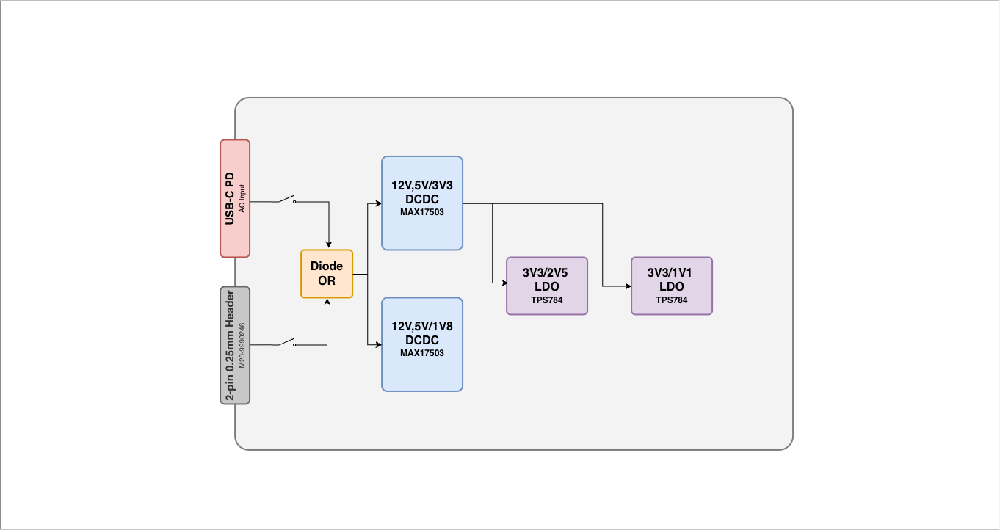 USB-C PD
AC Input
2-pin 0.25mm Header
M20-9990246
Diode
OR
12V,5V/3V3
DCDC
MAX17503
12V,5V/1V8
DCDC
MAX17503
3V3/2V5
LDO
TPS784
3V3/1V1
LDO
TPS784